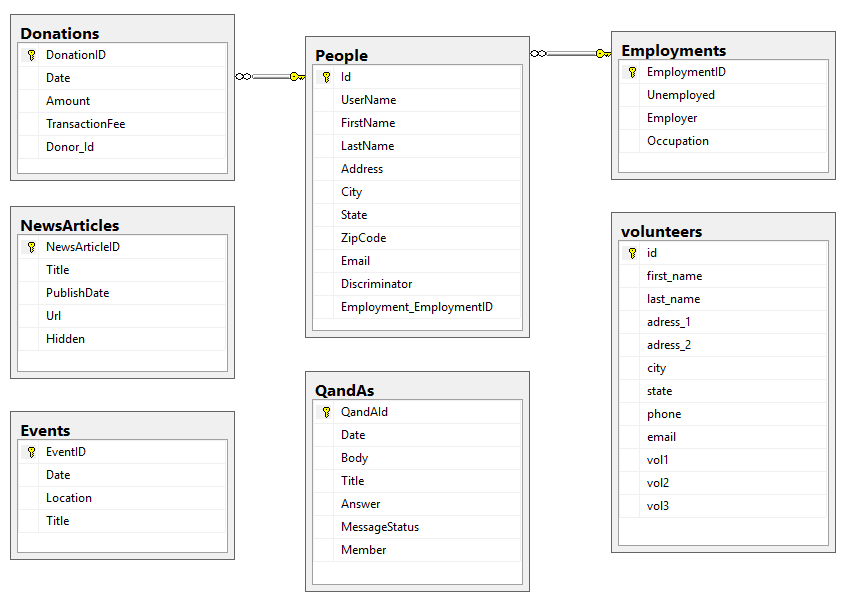 Donations
DonationID
Date
Amount
TransactionFee
Donor_Id
People
Id
UserName
FirstName
LastName
Address
City
State
ZipCode
Email
Discriminator
Employment_EmploymentID
Employments
EmploymentID
Unemployed
Employer
Occupation
NewsArticles
NewsArticleID
Title
PublishDate
Url
Hidden
volunteers
id
first_name
last_name
adress_1
adress_2
city
state
phone
email
vol1
vol2
vol3
Events
EventID
Date
Location
Title
QandAs
QandAId
Date
Body
Title
Answer
MessageStatus
Member